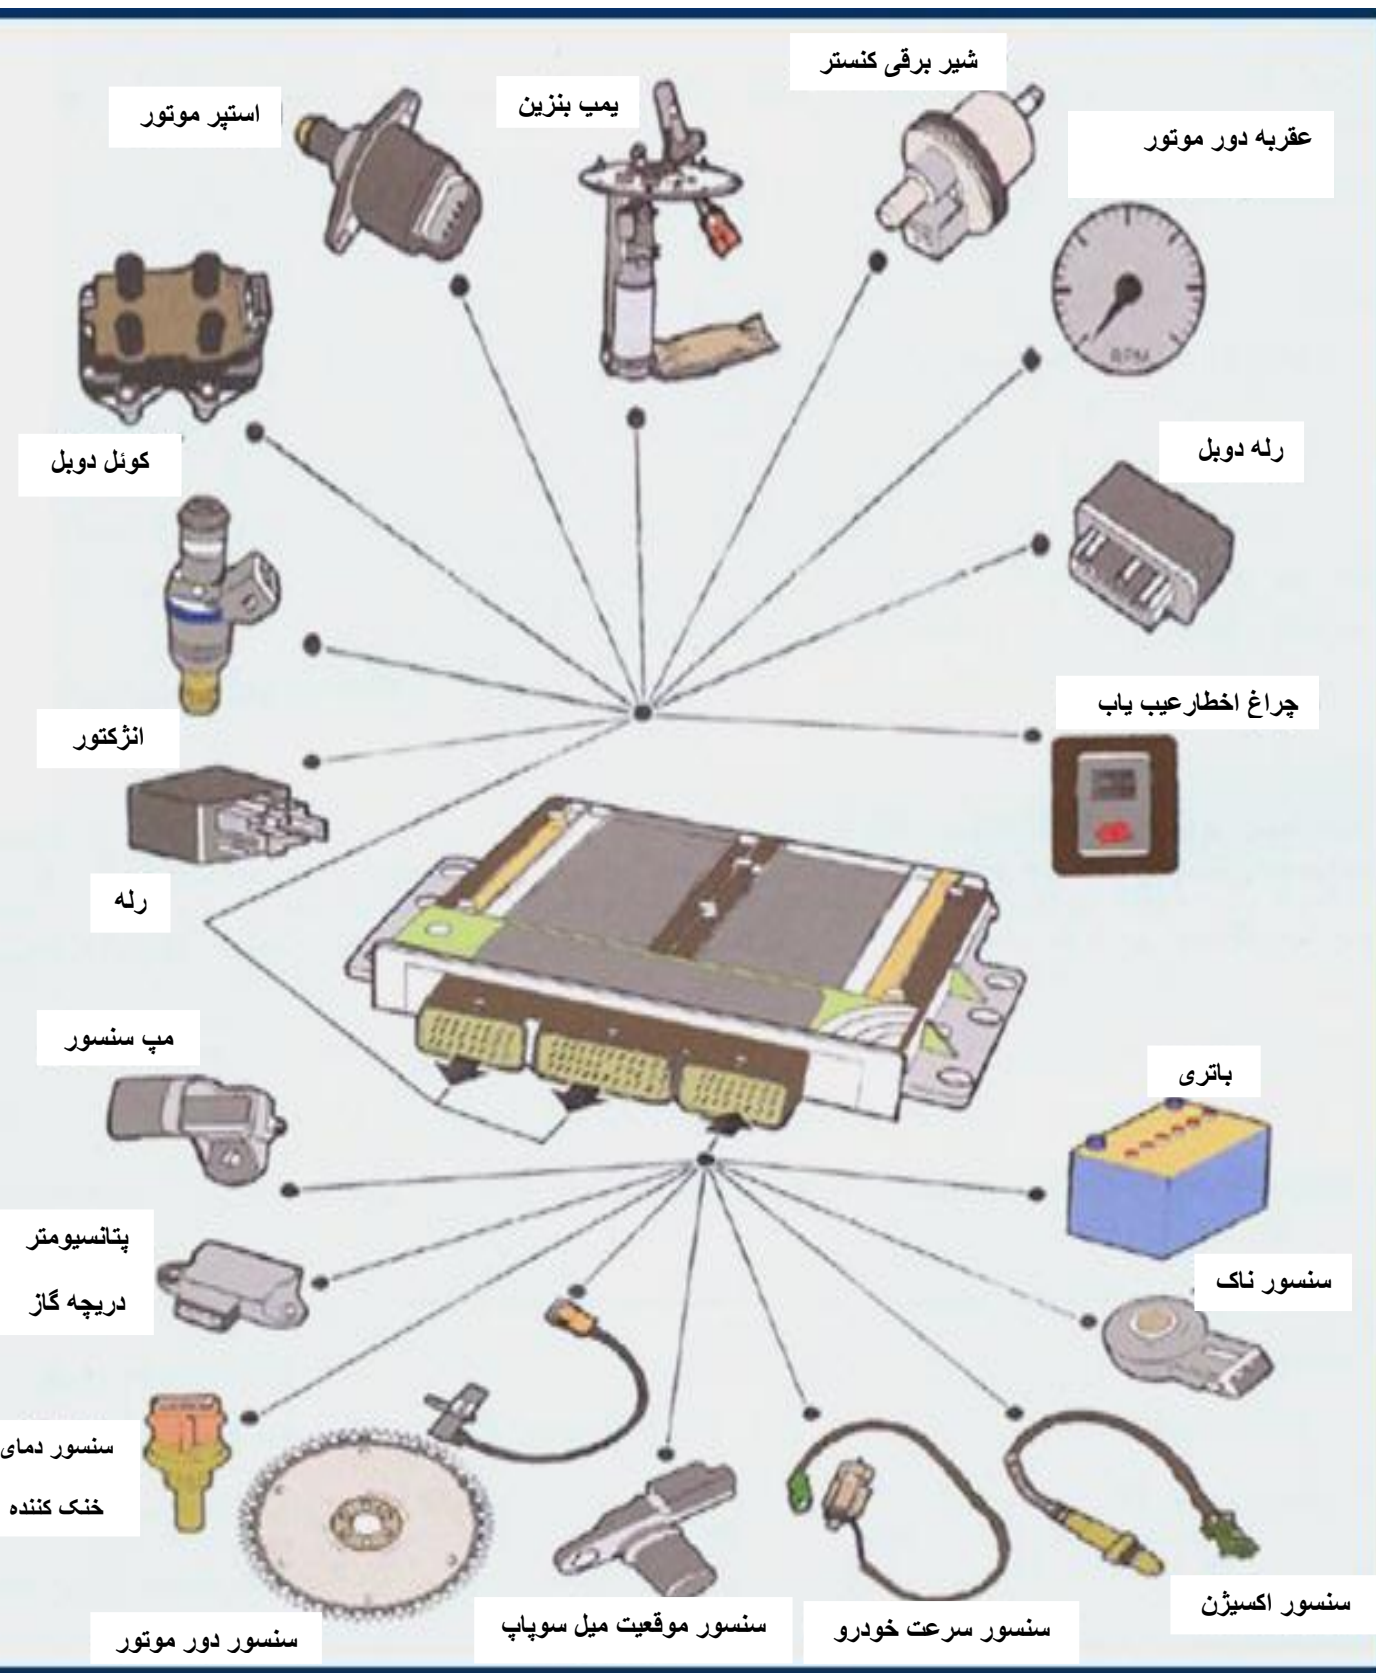 شیر برقی کنستر
یمپ بنزین
استپر موتور
عقربه دور موتور
RPM
رله دوبل
کوئل دوبل
چراغ اخطارعیب یاب
انژکتور
رله
مپ سنسور
باتری
پتانسیومتر
دریچه گاز
سنسور ناک
سنسور دمای
خنک کننده
سنسور اکسیژن
سنسور سرعت خودرو
سنسور موقعیت میل سوپاپ
سنسور دور موتور